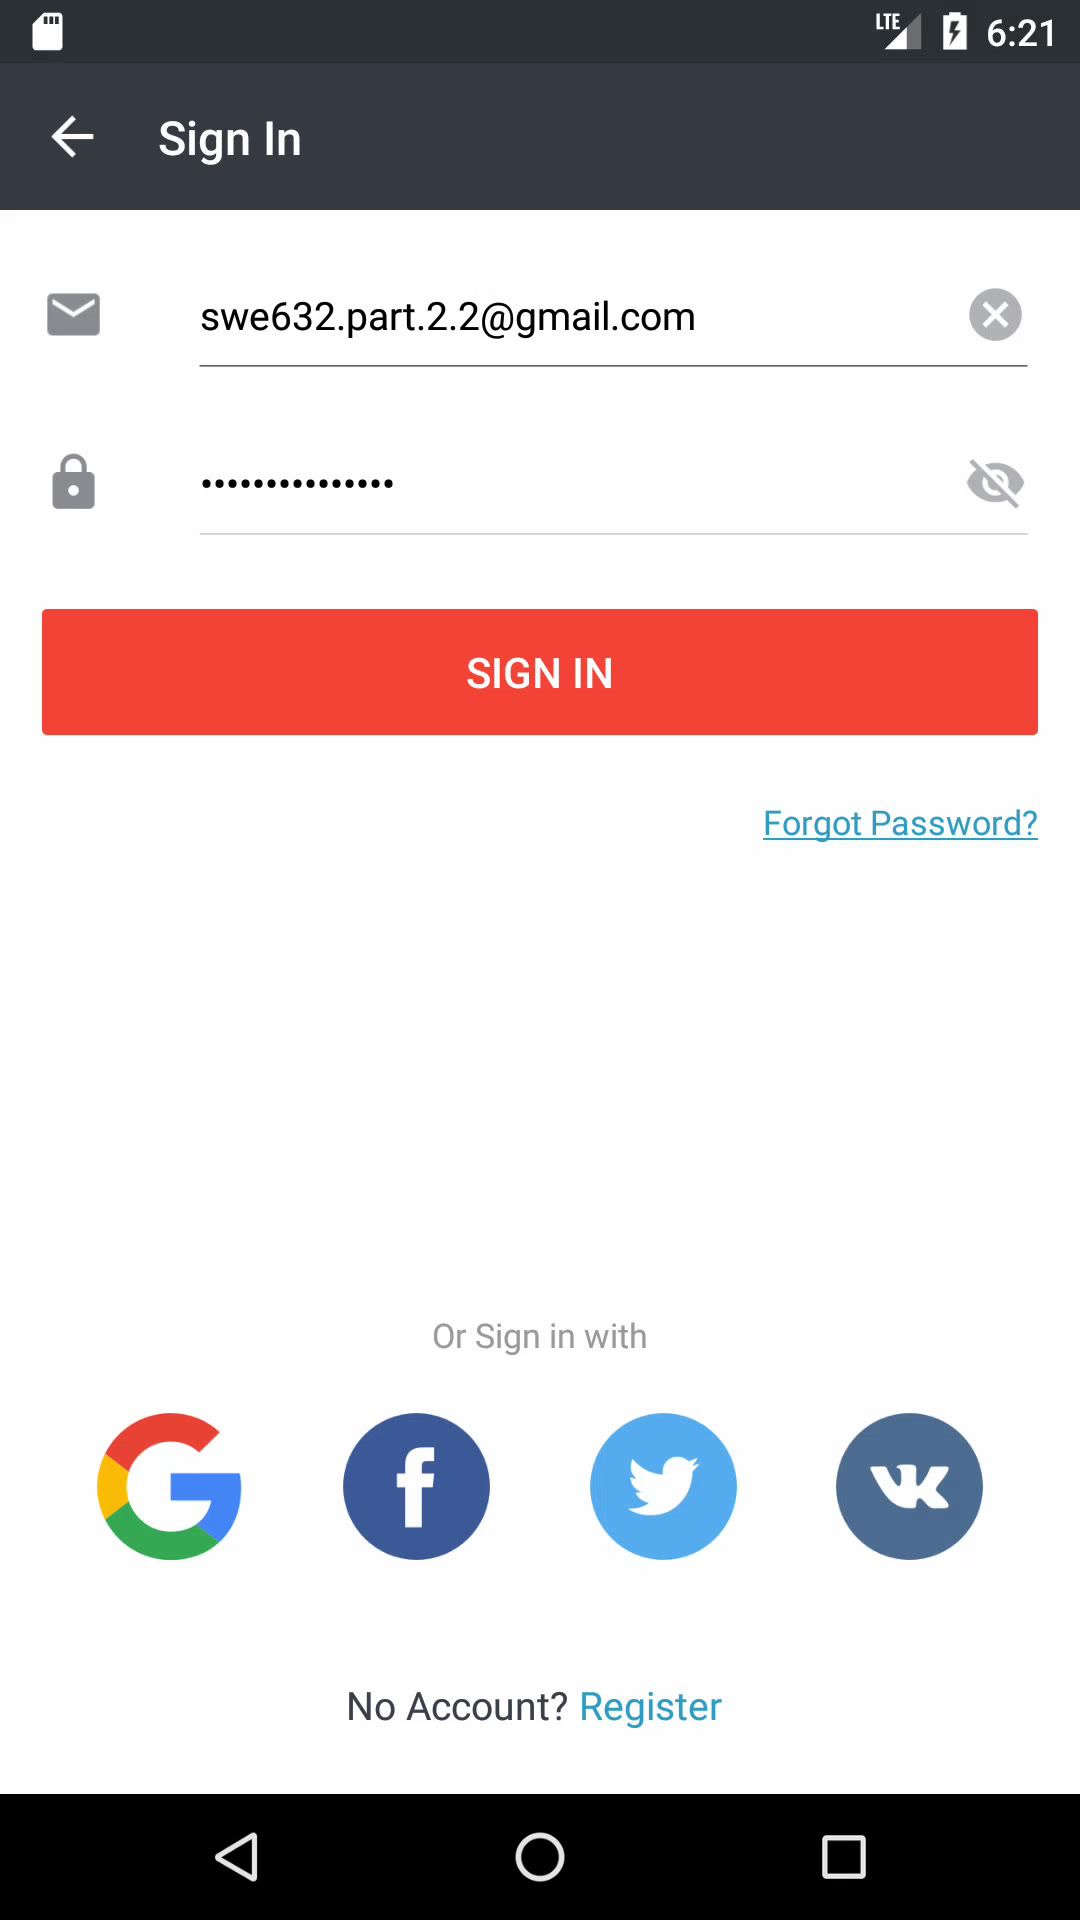 LTE 6:21
Sign In
swe632.part.2.2@gmail.com
•••••••••••••••
SIGN IN
Forgot Password?
Or Sign in with
No Account? Register